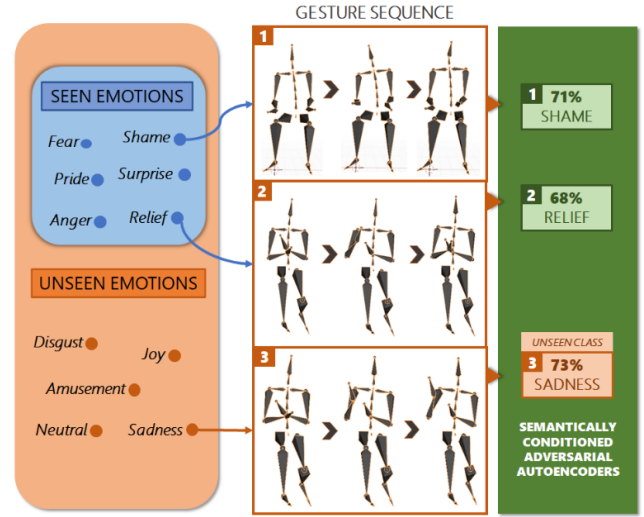 GESTURE SEQUENCE
SEEN EMOTIONS
Fear
Shame
Pride
Surprise
Anger
Relief
UNSEEN EMOTIONS
Disgust
Joy
Amusement
Neutral
Sadness
1
2
3
1 71%
SHAME
2 68%
RELIEF
UNSEEN CLASS
3 73%
SADNESS
SEMANTICALLY
CONDITIONED
ADVERSARIAL
AUTOENCODERS